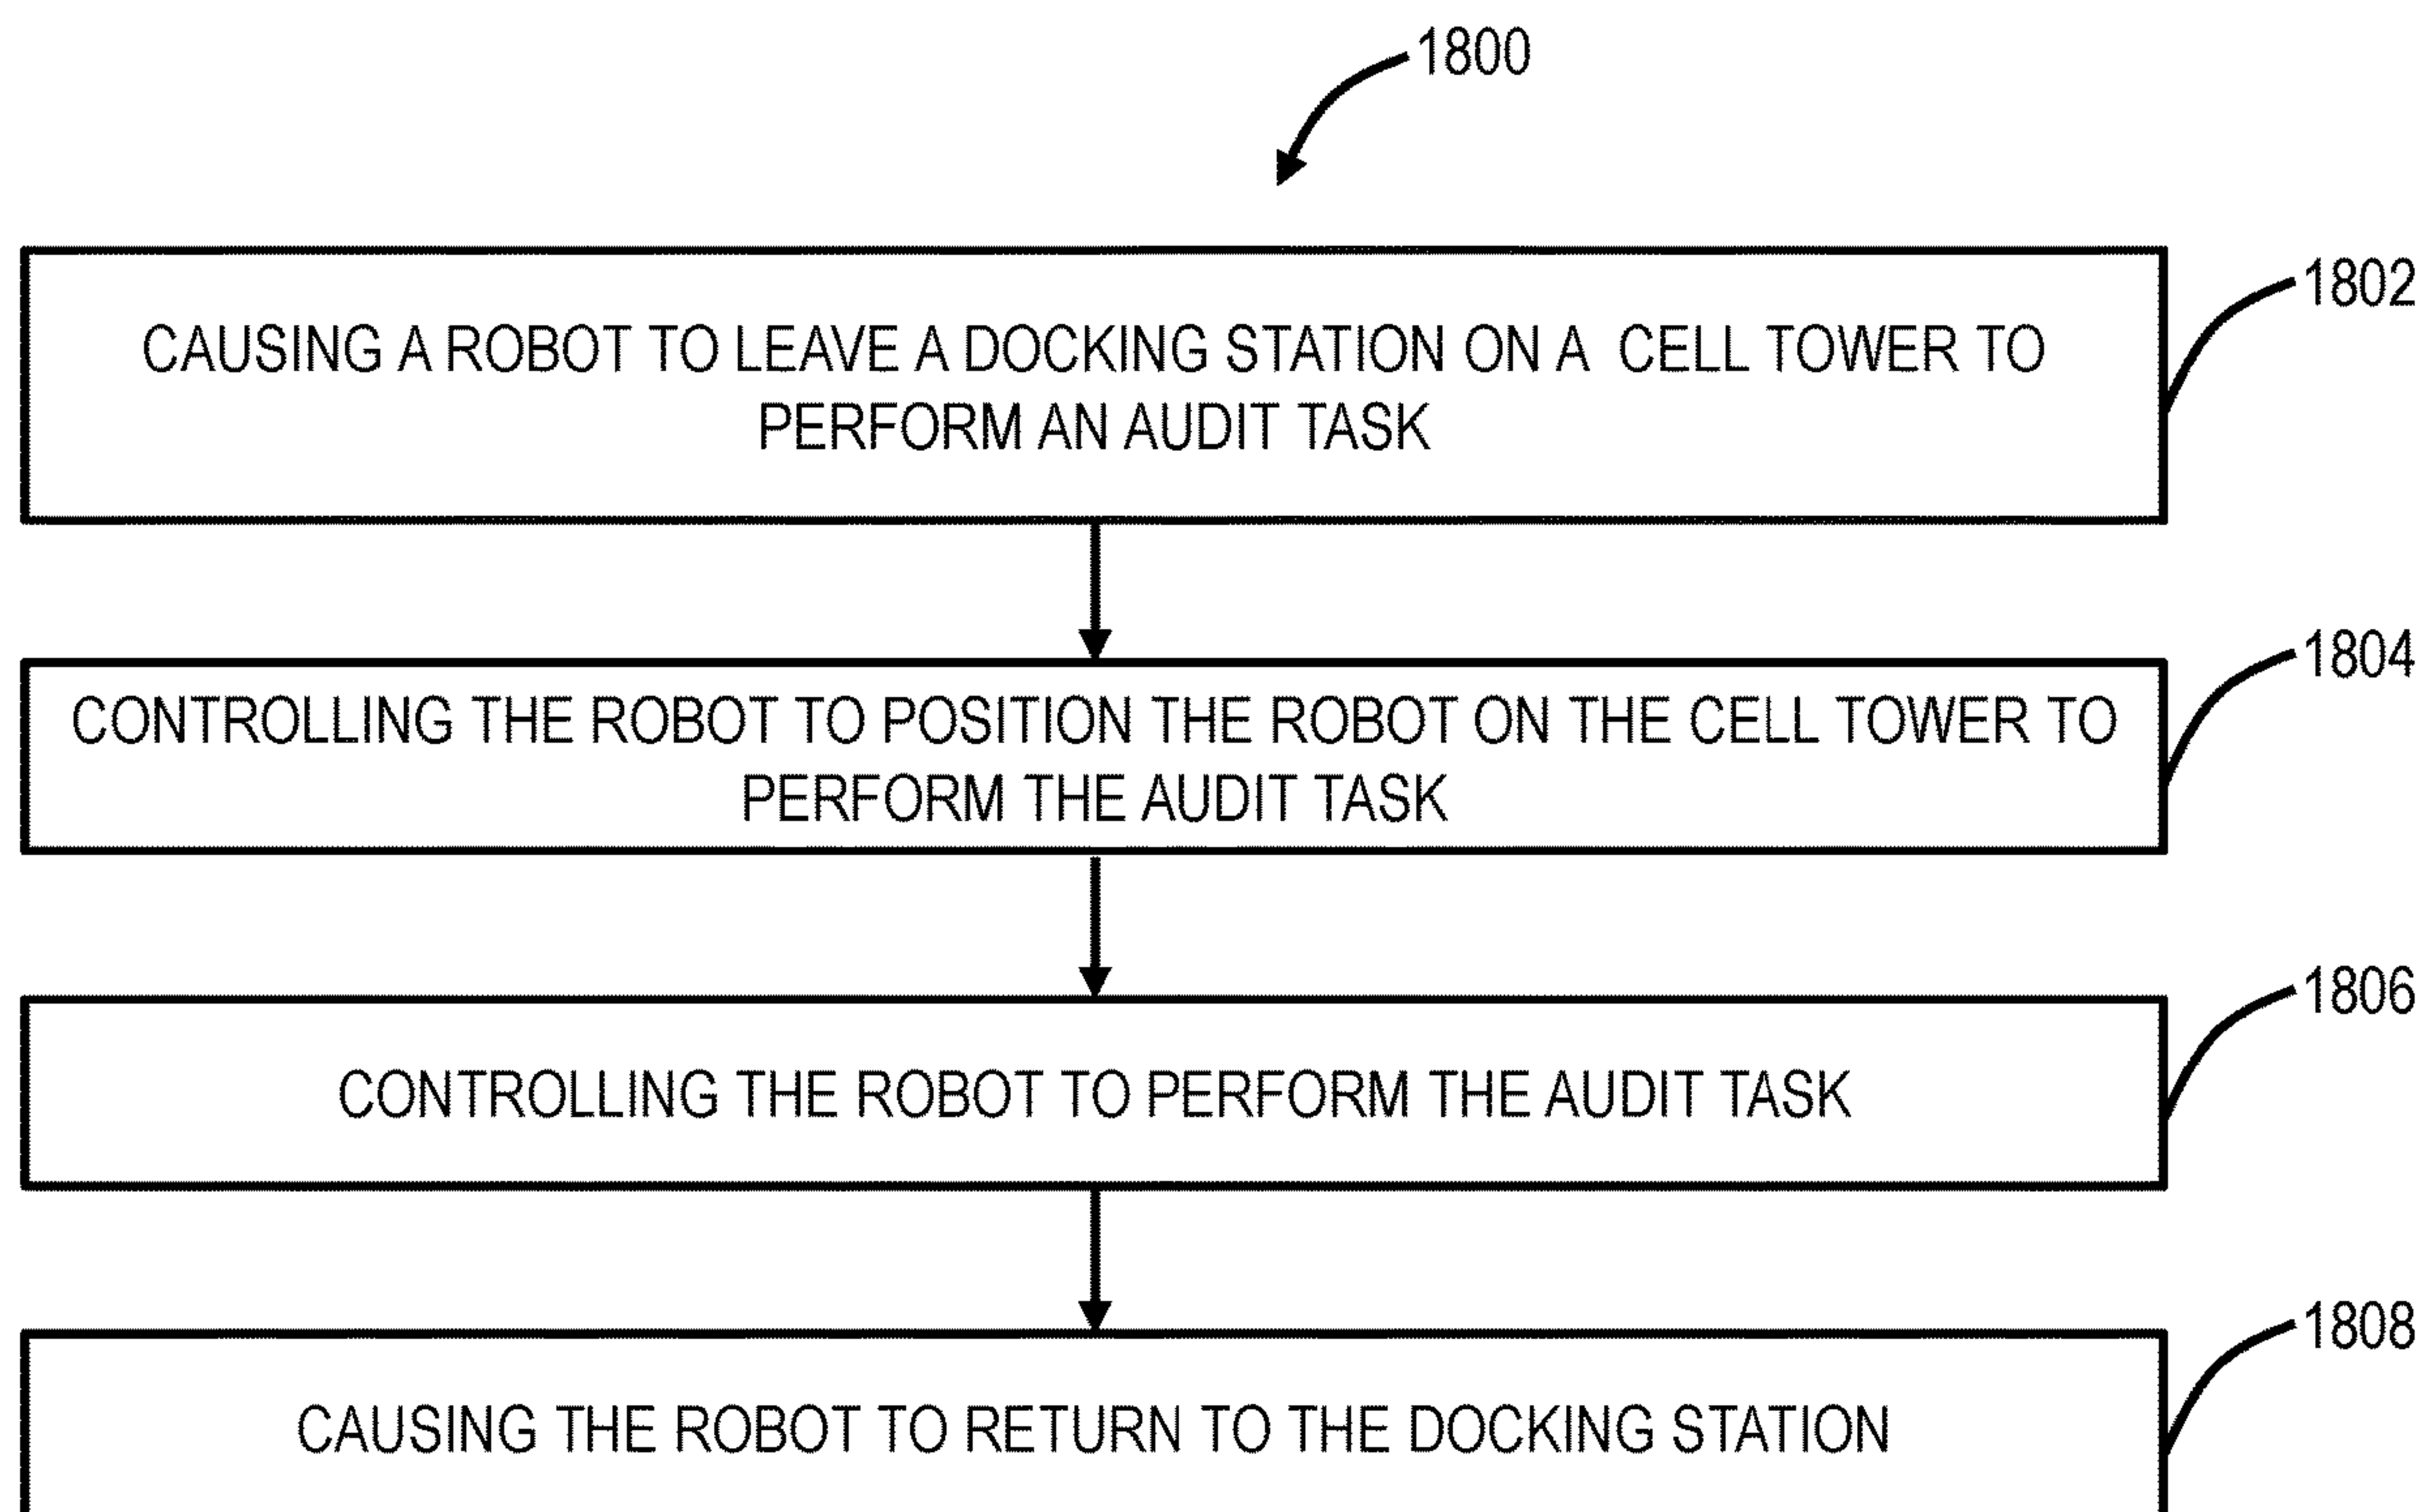 1800
CAUSING A ROBOT TO LEAVE A DOCKING STATION ON A CELL TOWER TO
PERFORM AN AUDIT TASK
1802
CONTROLLING THE ROBOT TO POSITION THE ROBOT ON THE CELL TOWER TO
PERFORM THE AUDIT TASK
1804
CONTROLLING THE ROBOT TO PERFORM THE AUDIT TASK
1806
CAUSING THE ROBOT TO RETURN TO THE DOCKING STATION
1808